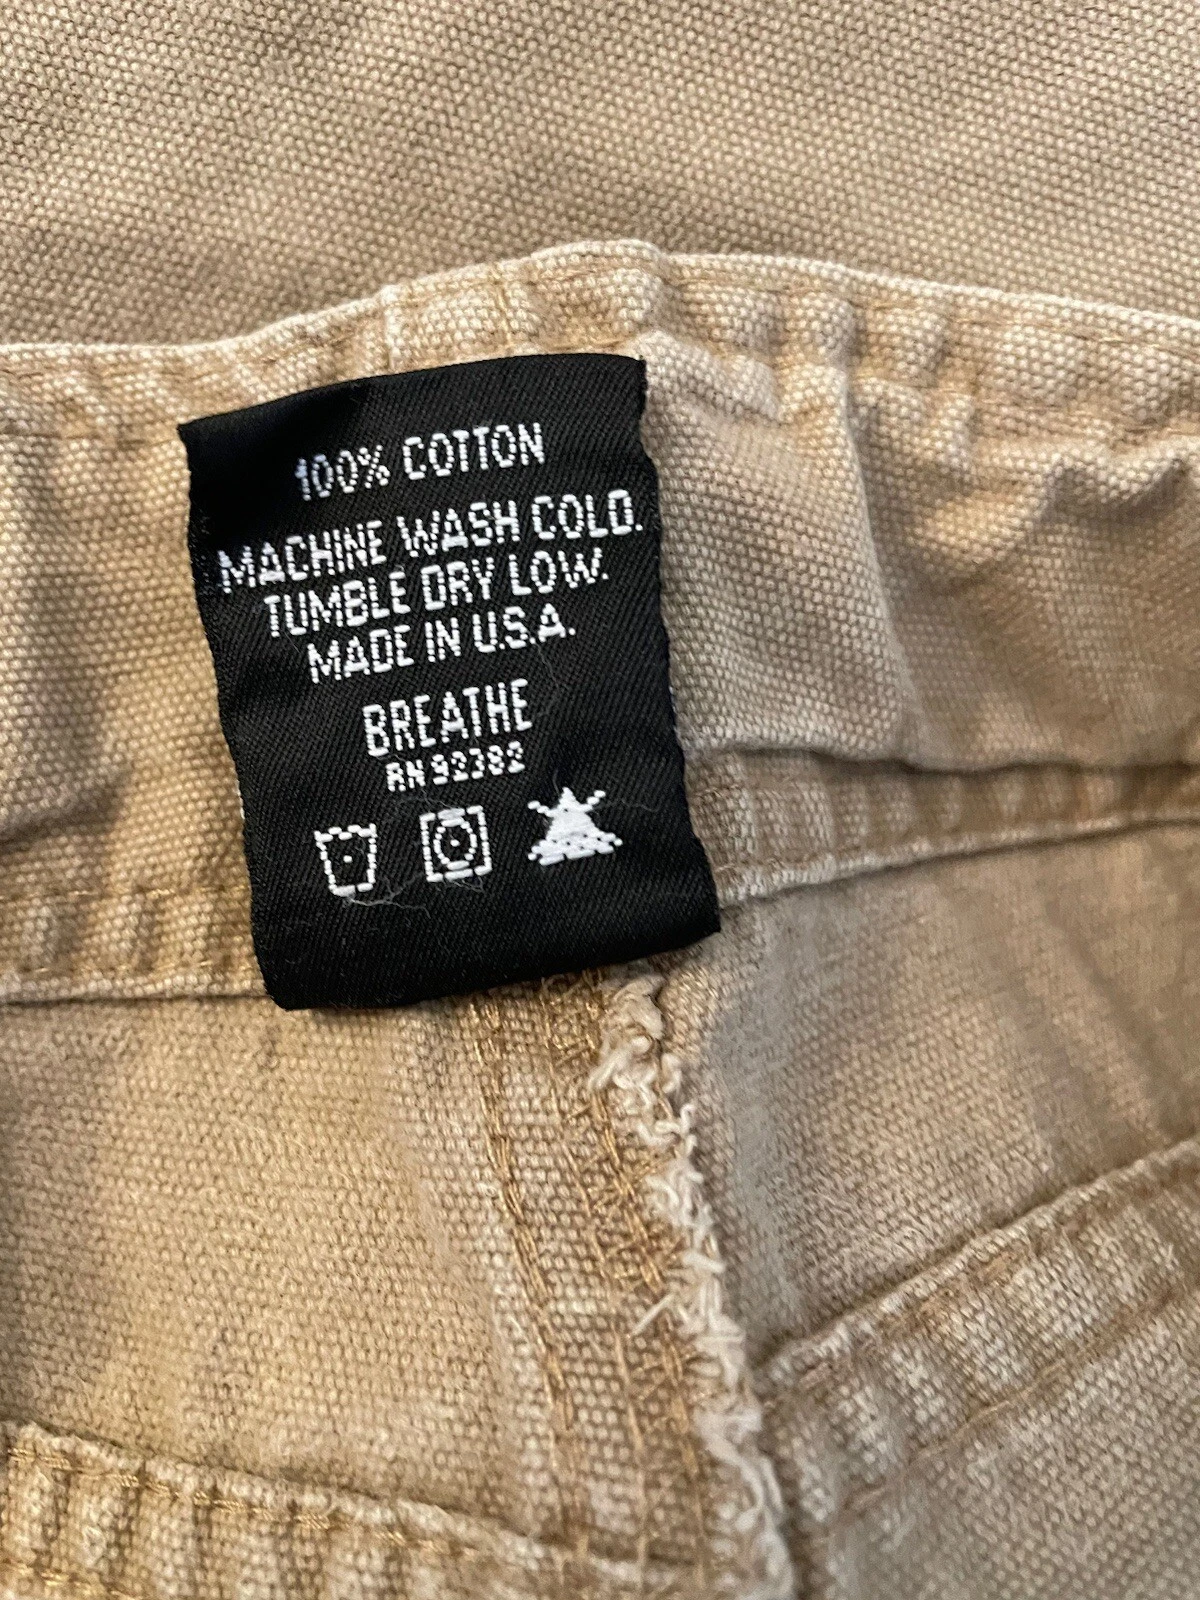 100% COTTON
MACHINE WASH COLD.
TUMBLE DRY LOW.
MADE IN U.S.A.
BREATHE
RN 92382